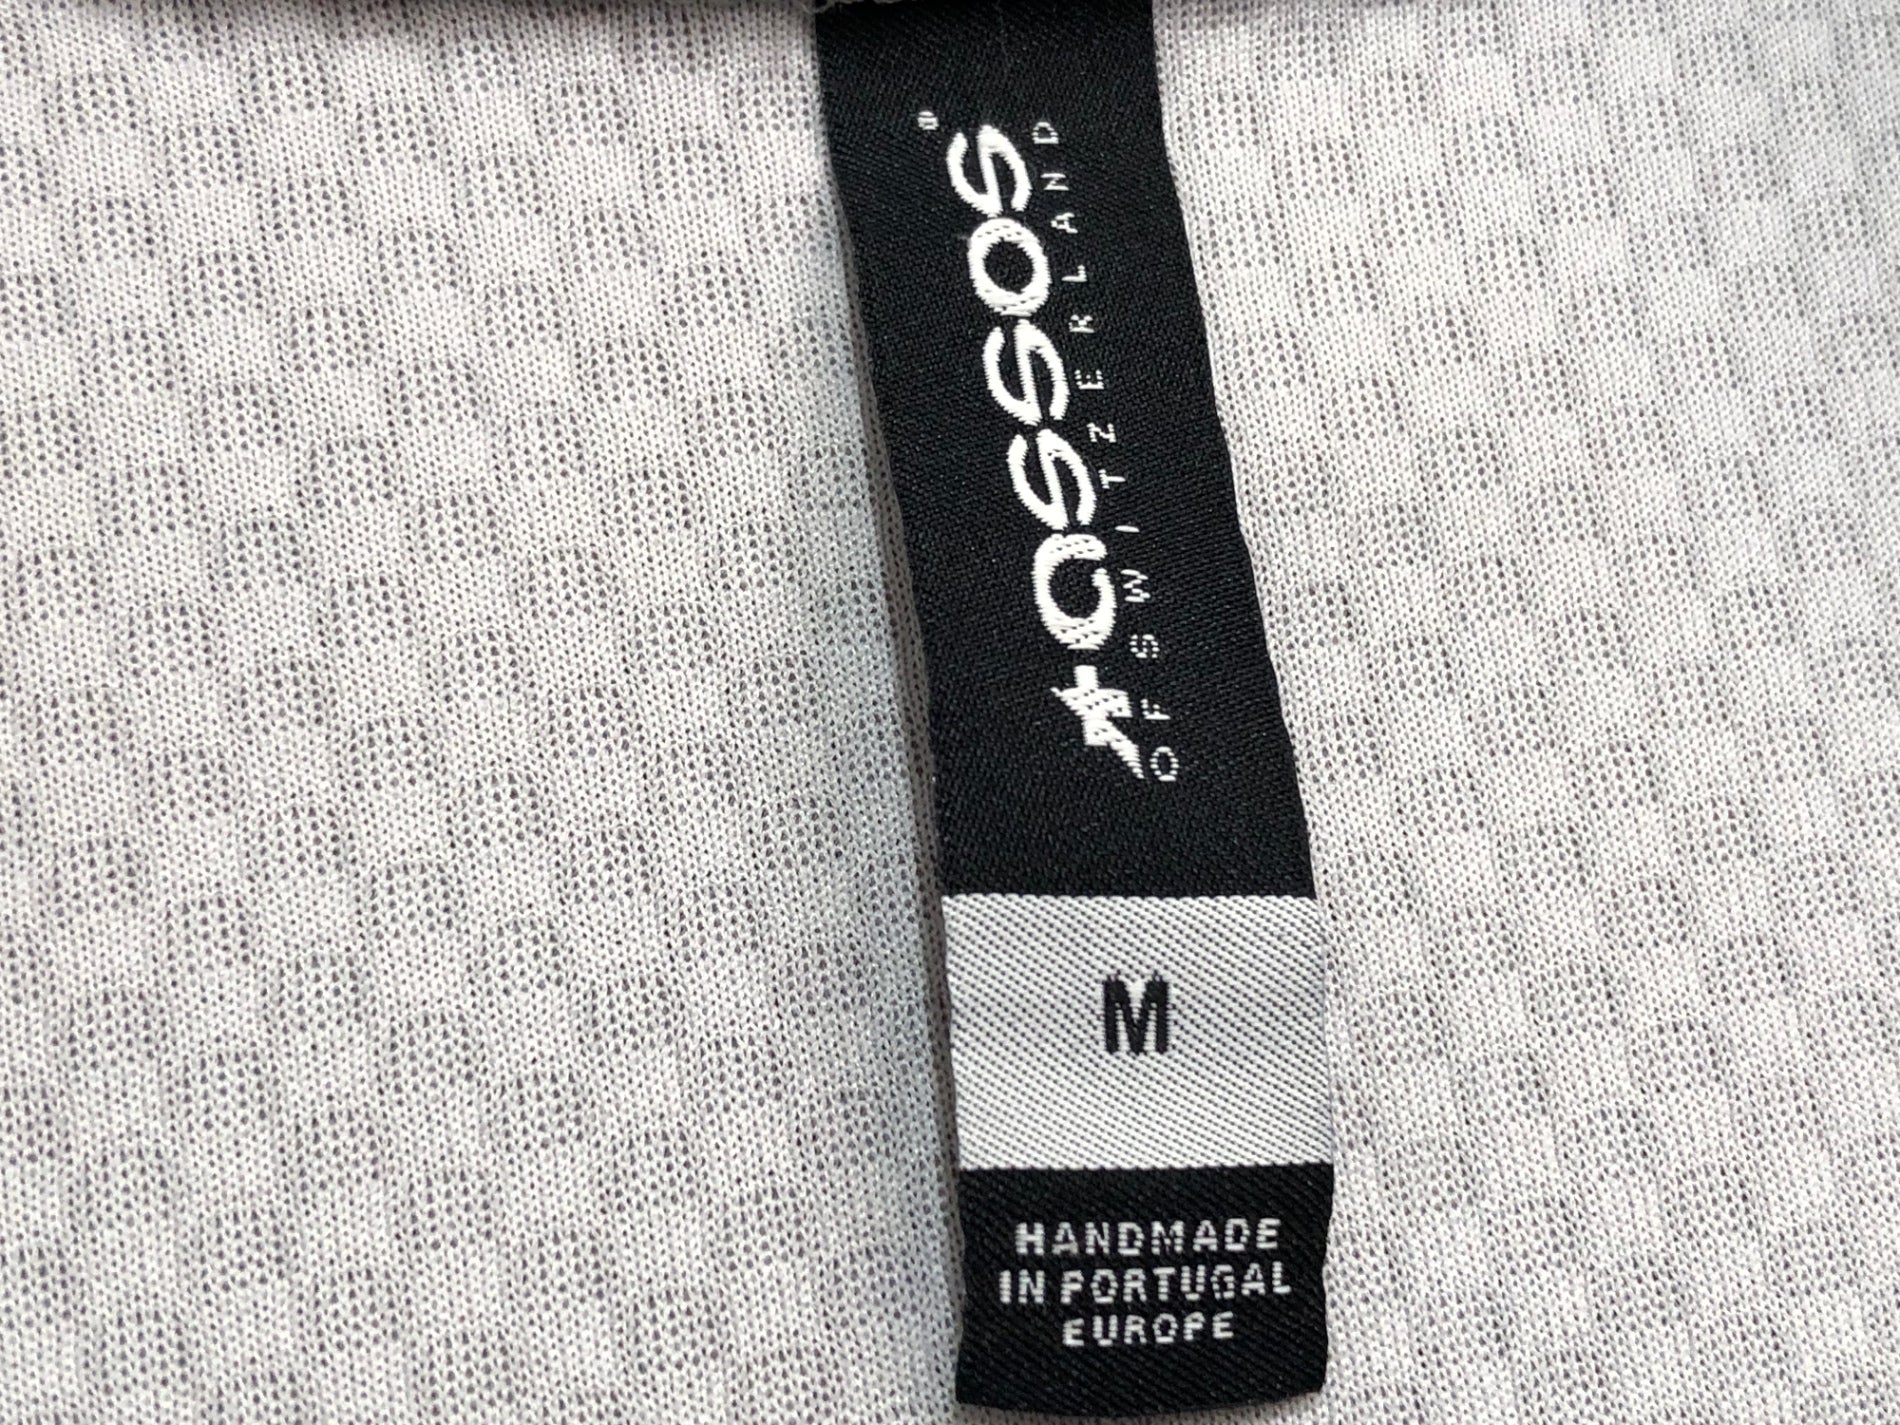 assos®
OF SWITZERLAND
M
HANDMADE
IN PORTUGAL
EUROPE